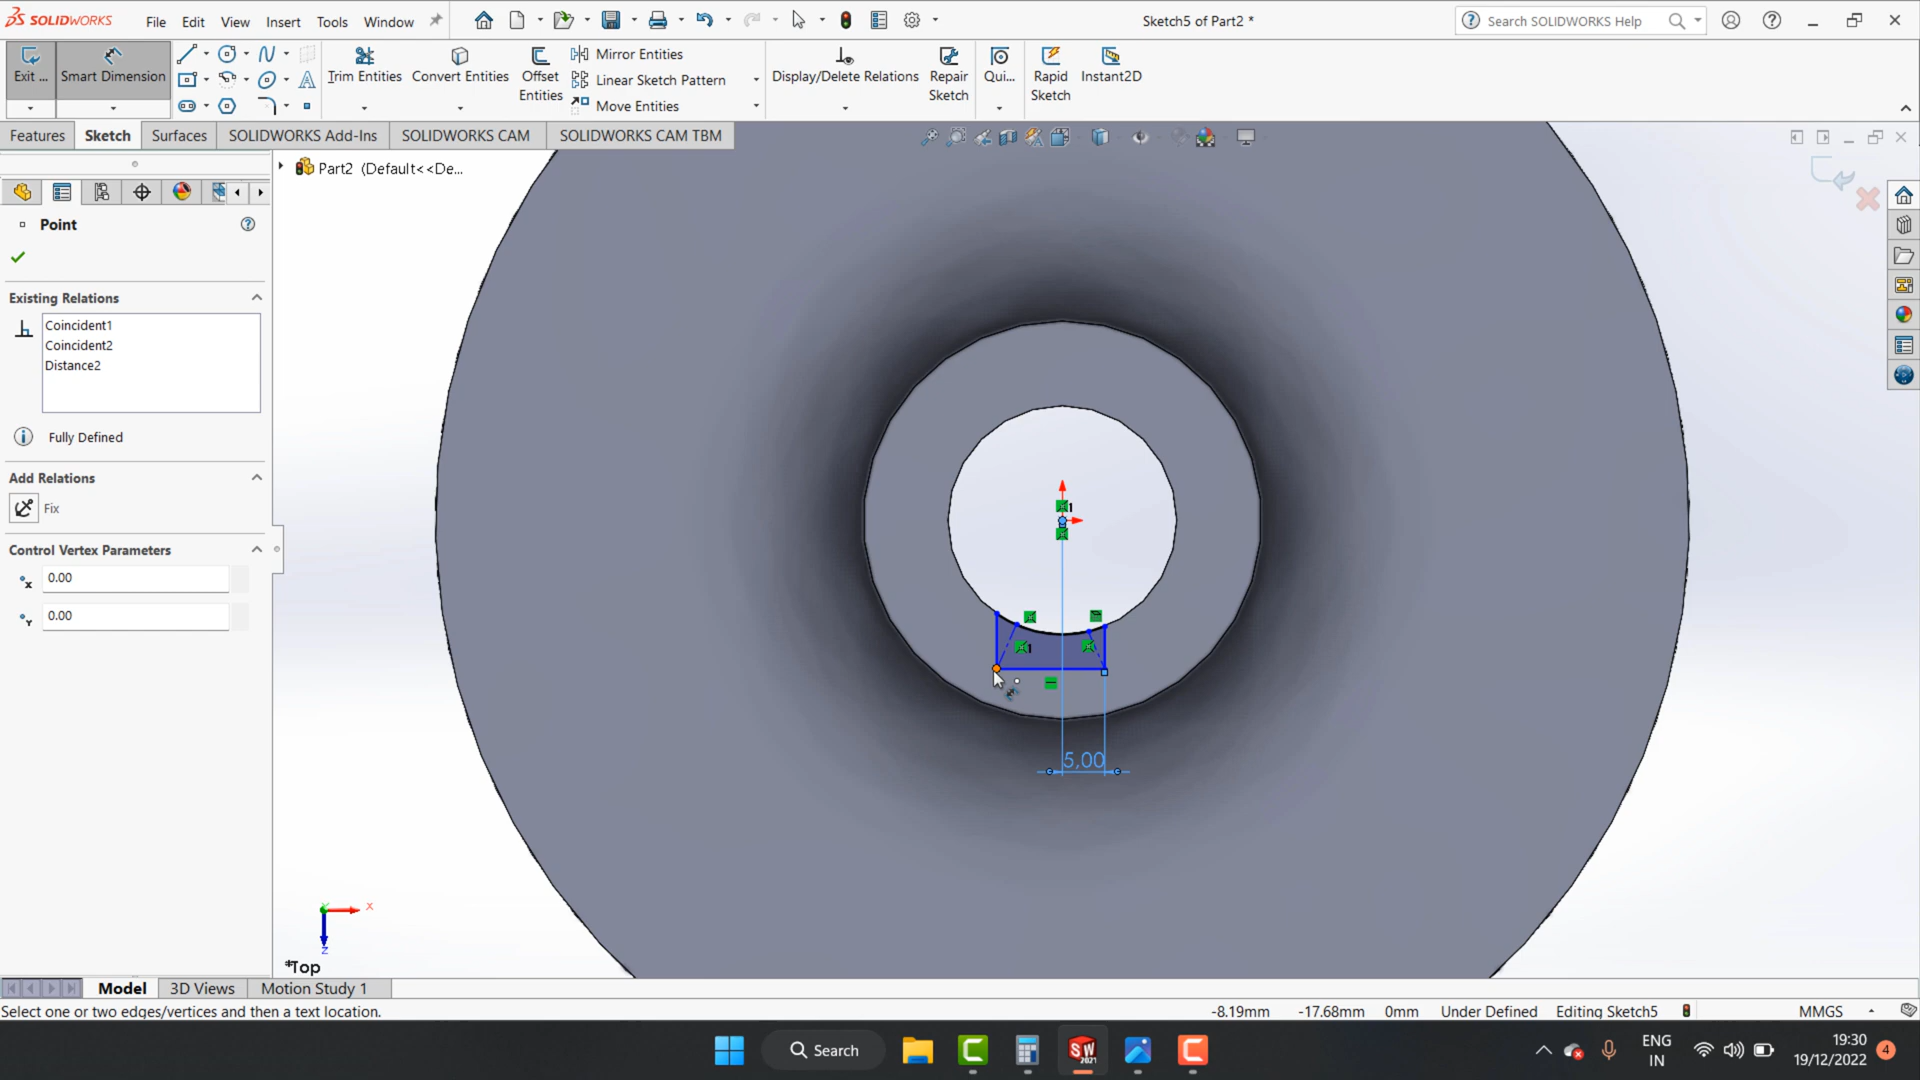 SOLIDWORKS
File Edit View Insert Tools Window
Sketch5 of Part2 *
Search SOLIDWORKS Help
Exit ...
Smart Dimension
Trim Entities
Convert Entities
Offset Entities
Mirror Entities
Linear Sketch Pattern
Move Entities
Display/Delete Relations
Repair Sketch
Qui...
Rapid Sketch
Instant2D
Features Sketch Surfaces SOLIDWORKS Add-Ins SOLIDWORKS CAM SOLIDWORKS CAM TBM
Part2 (Default<<De...
Point
Existing Relations
Coincident1
Coincident2
Distance2
Fully Defined
Add Relations
Fix
Control Vertex Parameters
x 0.00
Y 0.00
1
1
5,00
Y X
Z
*Top
Model 3D Views Motion Study 1
Select one or two edges/vertices and then a text location.
-8.19mm -17.68mm 0mm Under Defined Editing Sketch5 MMGS
Search
SW
2021
ENG
IN
19:30
19/12/2022
4